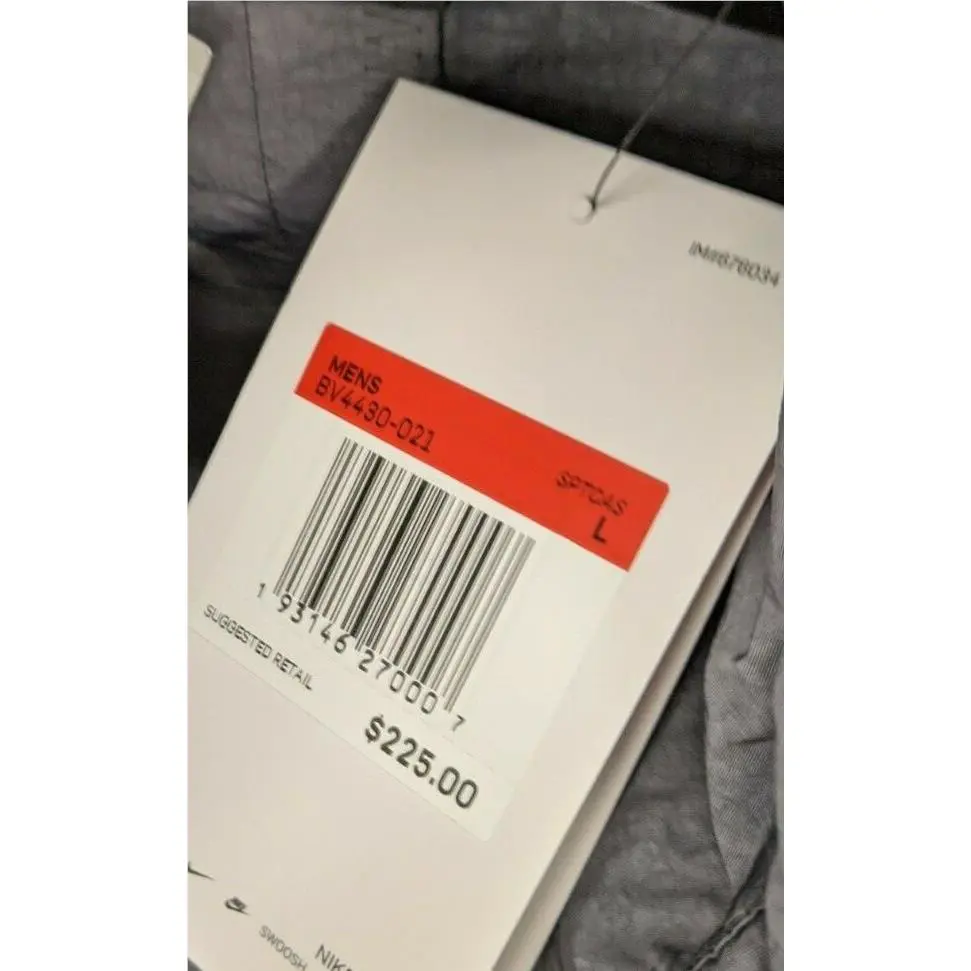 IM#676034
MENS
BV4430-021
SPTCAS
L
1 93146 27000 7
SUGGESTED RETAIL
$225.00
SWOOSH